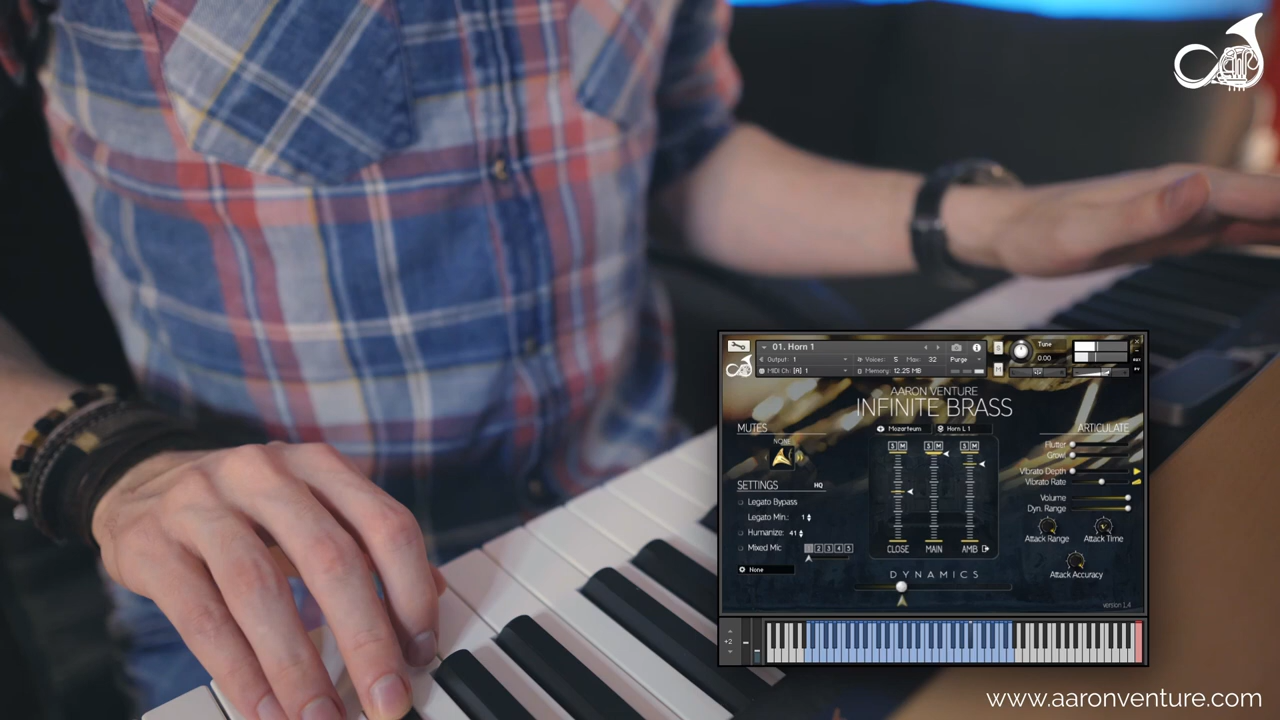 01. Horn 1
Output: 1
Voices: 5 Max: 32 Purge
MIDI Ch: [A] 1
Memory: 12.25 MB
S
M
Tune
0.00
AARON VENTURE
INFINITE BRASS
Mozarteum
Horn L 1
MUTES
NONE
SETTINGS
HQ
Legato Bypass
Legato Min.: 1
Humanize: 41
Mixed Mic
1 2 3 4 5
None
S M
S M
S M
CLOSE
MAIN
AMB
DYNAMICS
ARTICULATE
Flutter
Growl
Vibrato Depth
Vibrato Rate
Volume
Dyn. Range
Attack Range
Attack Time
Attack Accuracy
version 1.4
+2
www.aaronventure.com